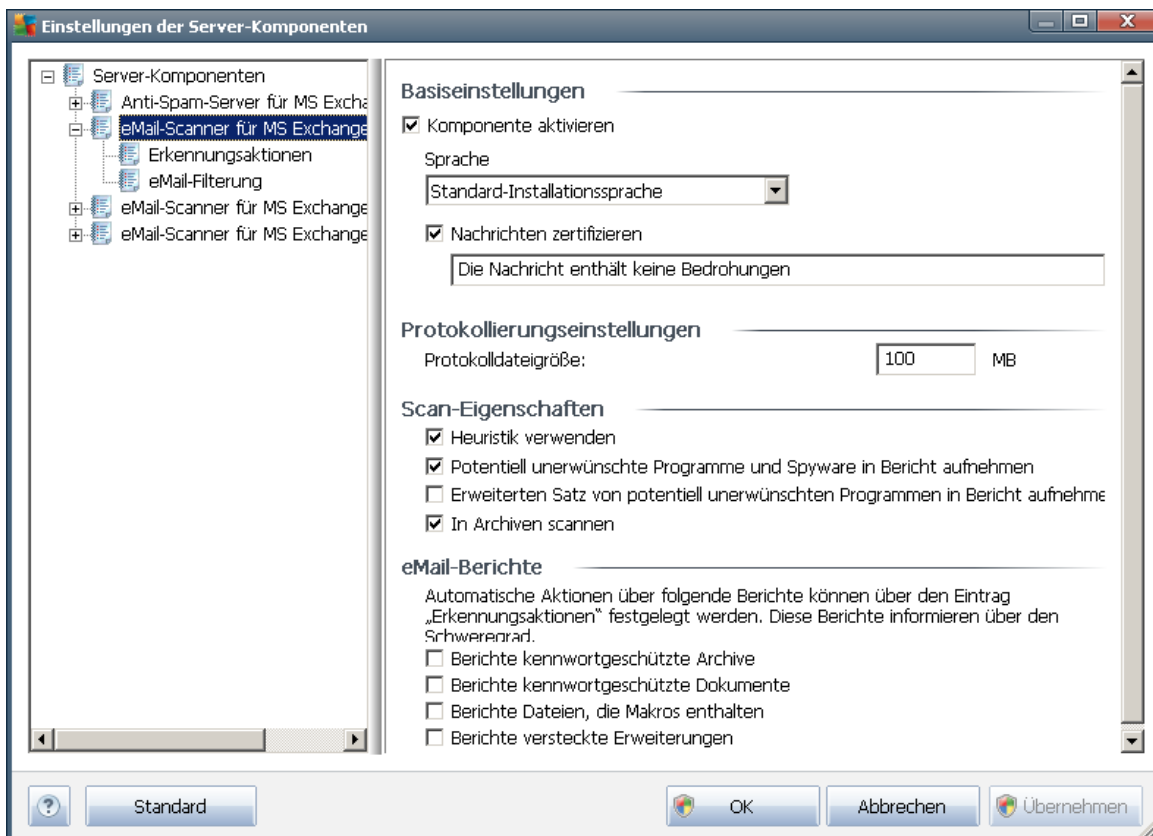 Einstellungen der Server-Komponenten
Server-Komponenten
Anti-Spam-Server für MS Excha
eMail-Scanner für MS Exchange
Erkennungsaktionen
eMail-Filterung
eMail-Scanner für MS Exchange
eMail-Scanner für MS Exchange
Basiseinstellungen
Komponente aktivieren
Sprache
Standard-Installationssprache
Nachrichten zertifizieren
Die Nachricht enthält keine Bedrohungen
Protokollierungseinstellungen
Protokolldateigröße: 100 MB
Scan-Eigenschaften
Heuristik verwenden
Potentiell unerwünschte Programme und Spyware in Bericht aufnehmen
Erweiterten Satz von potentiell unerwünschten Programmen in Bericht aufnehme
In Archiven scannen
eMail-Berichte
Automatische Aktionen über folgende Berichte können über den Eintrag
„Erkennungsaktionen“ festgelegt werden. Diese Berichte informieren über den
Schweregrad.
Berichte kennwortgeschützte Archive
Berichte kennwortgeschützte Dokumente
Berichte Dateien, die Makros enthalten
Berichte versteckte Erweiterungen
? Standard OK Abbrechen Übernehmen